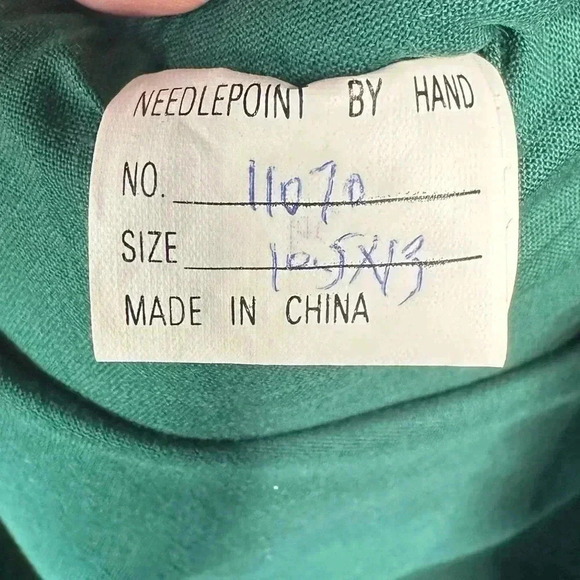 NEEDLEPOINT BY HAND
NO. 11070
SIZE 10.5X13
MADE IN CHINA